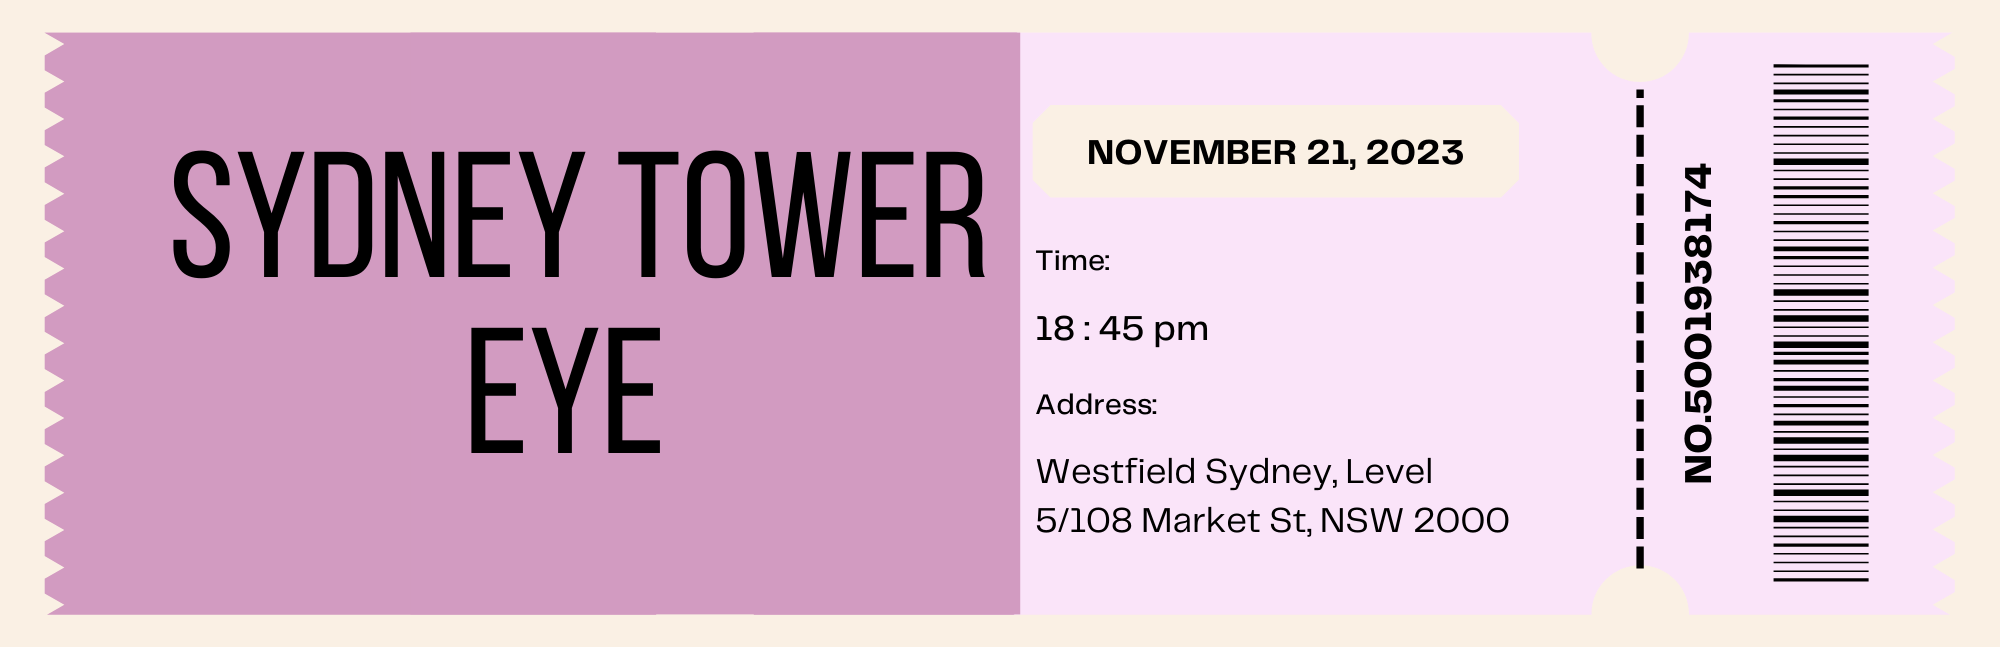 SYDNEY TOWER
EYE
NOVEMBER 21, 2023
Time:
18 : 45 pm
Address:
Westfield Sydney, Level
5/108 Market St, NSW 2000
NO.5001938174